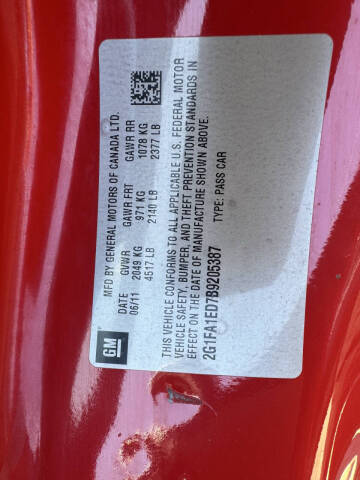 GM
MFD BY GENERAL MOTORS OF CANADA LTD.
DATE GVWR GAWR FRT GAWR RR
06/11 2049 KG 971 KG 1078 KG
4517 LB 2140 LB 2377 LB
THIS VEHICLE CONFORMS TO ALL APPLICABLE U.S. FEDERAL MOTOR
VEHICLE SAFETY, BUMPER, AND THEFT PREVENTION STANDARDS IN
EFFECT ON THE DATE OF MANUFACTURE SHOWN ABOVE.
2G1FA1ED7B9205387 TYPE: PASS CAR